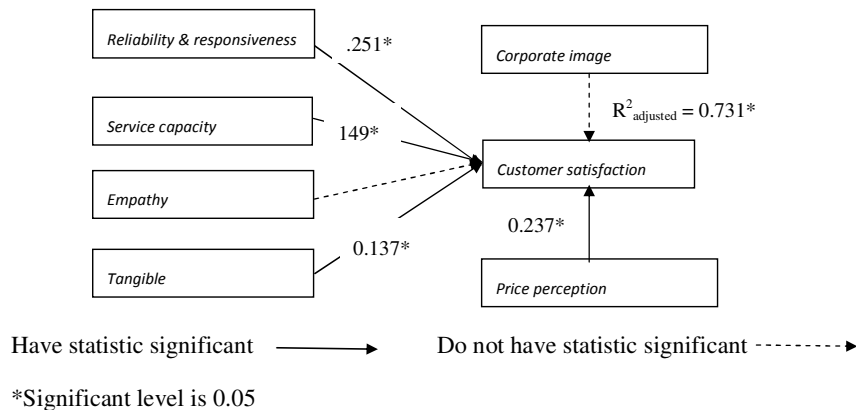 Reliability & responsiveness
.251*
Corporate image
R²adjusted = 0.731*
Service capacity
149*
Customer satisfaction
Empathy
0.137*
0.237*
Tangible
Price perception
Have statistic significant
Do not have statistic significant
*Significant level is 0.05